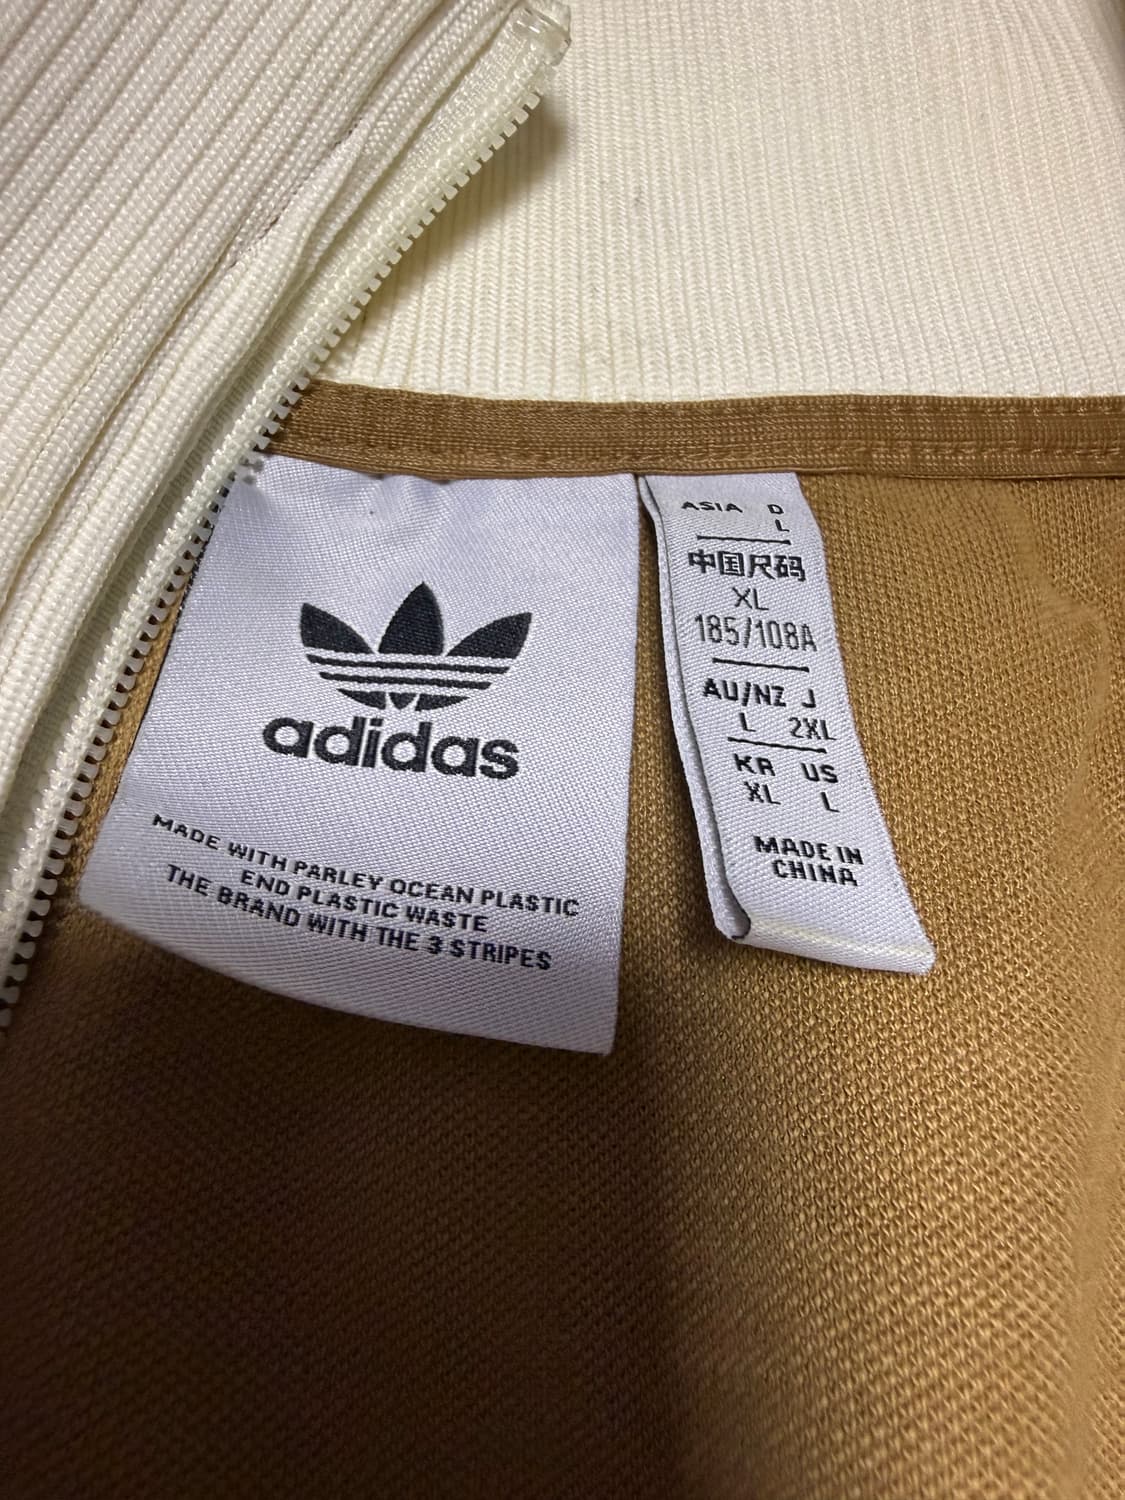 adidas
MADE WITH PARLEY OCEAN PLASTIC
END PLASTIC WASTE
THE BRAND WITH THE 3 STRIPES
ASIA D
L
中国尺码
XL
185/108A
AU/NZ J
L 2XL
KR US
XL L
MADE IN
CHINA